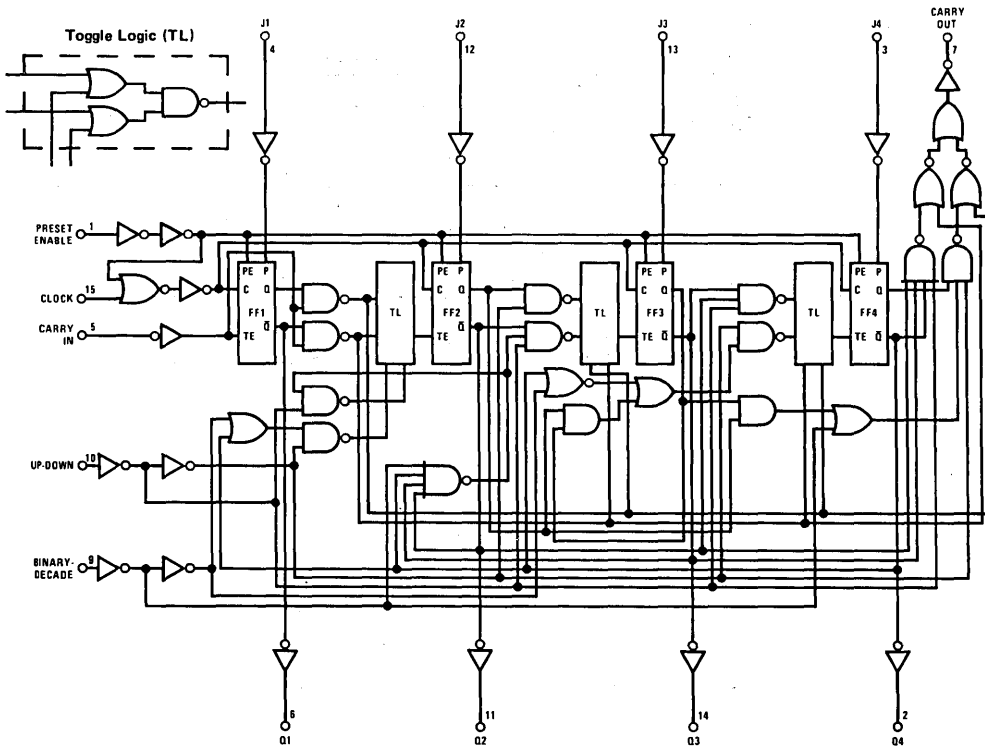 Toggle Logic (TL)
J1
4
J2
12
J3
13
J4
3
CARRY
OUT
7
PRESET
ENABLE
1
CLOCK
15
CARRY
IN
5
PE P
C Q
FF1
TE Q̅
TL
PE P
C Q
FF2
TE Q̅
TL
PE P
C Q
FF3
TE Q̅
TL
PE P
C Q
FF4
TE Q̅
UP-DOWN
10
BINARY-
DECADE
9
6
Q1
11
Q2
14
Q3
2
Q4